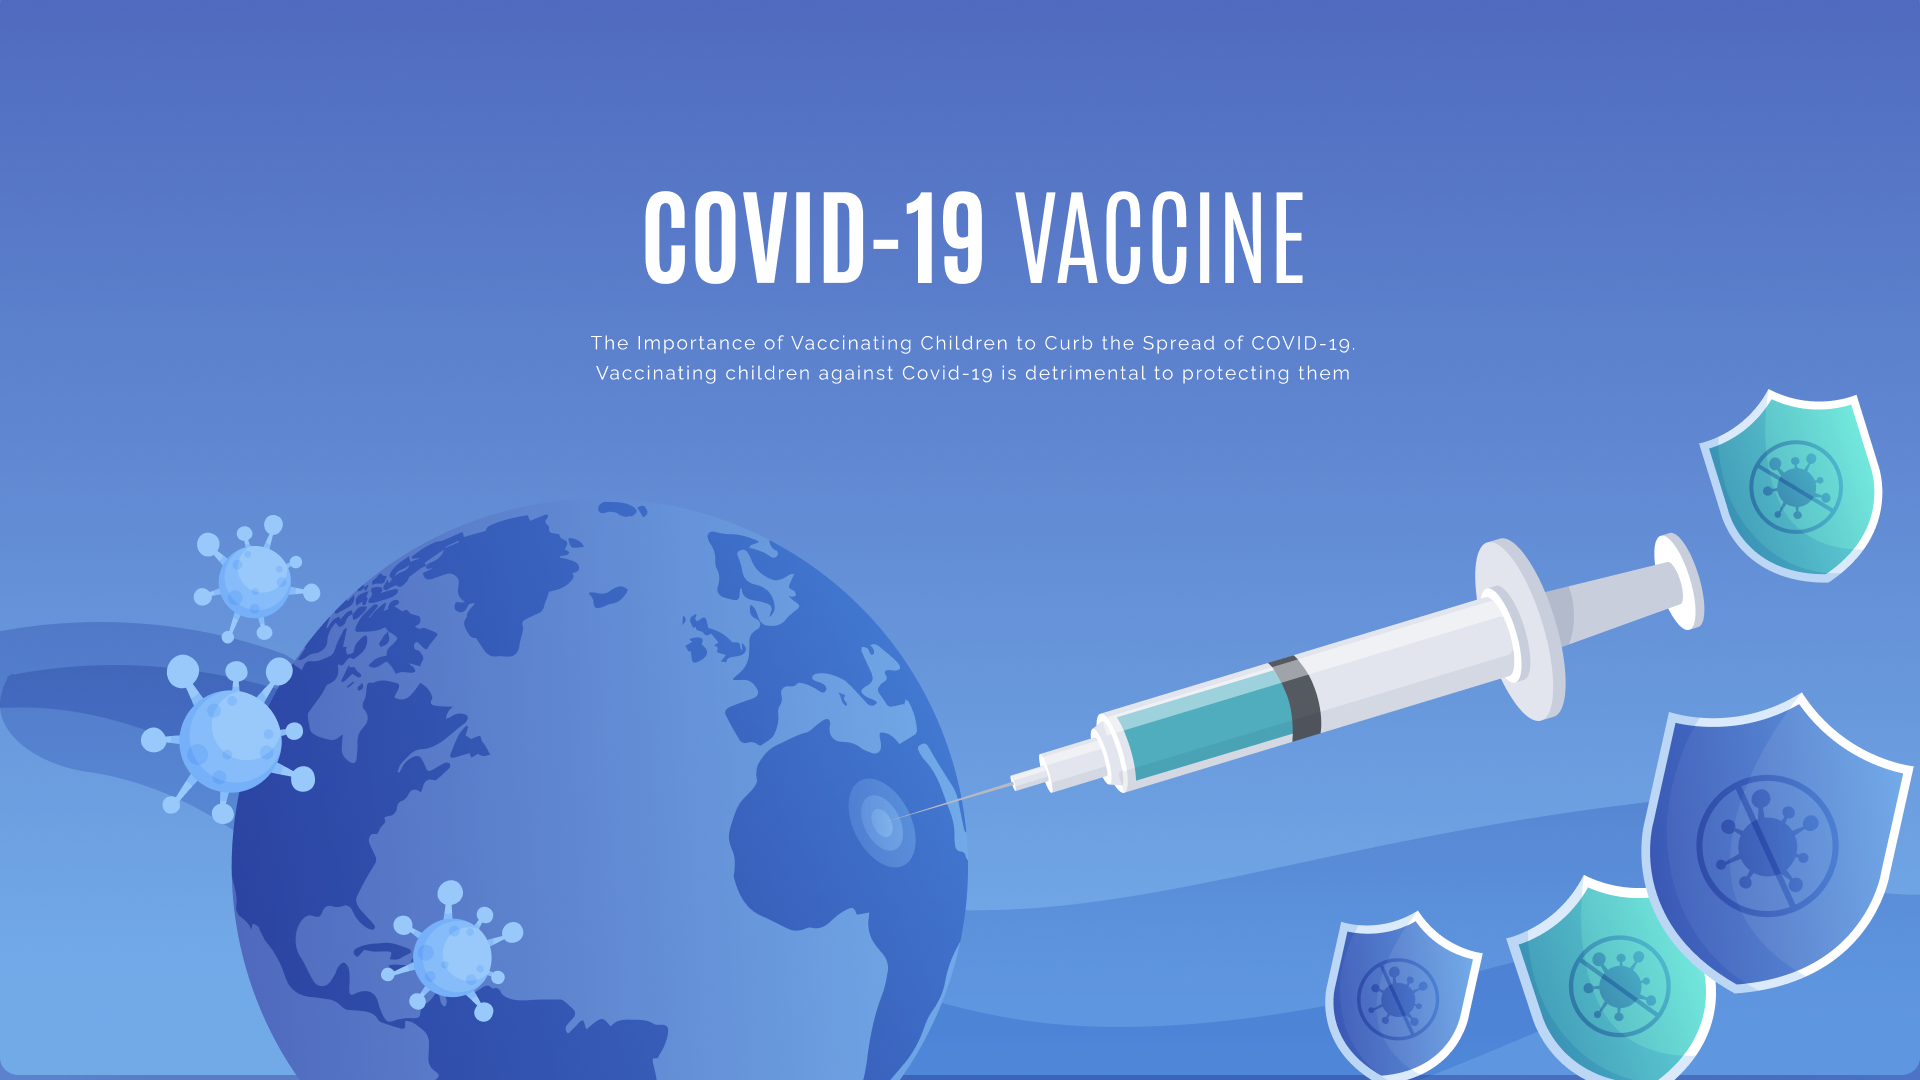 COVID-19 VACCINE
The Importance of Vaccinating Children to Curb the Spread of COVID-19.
Vaccinating children against Covid-19 is detrimental to protecting them